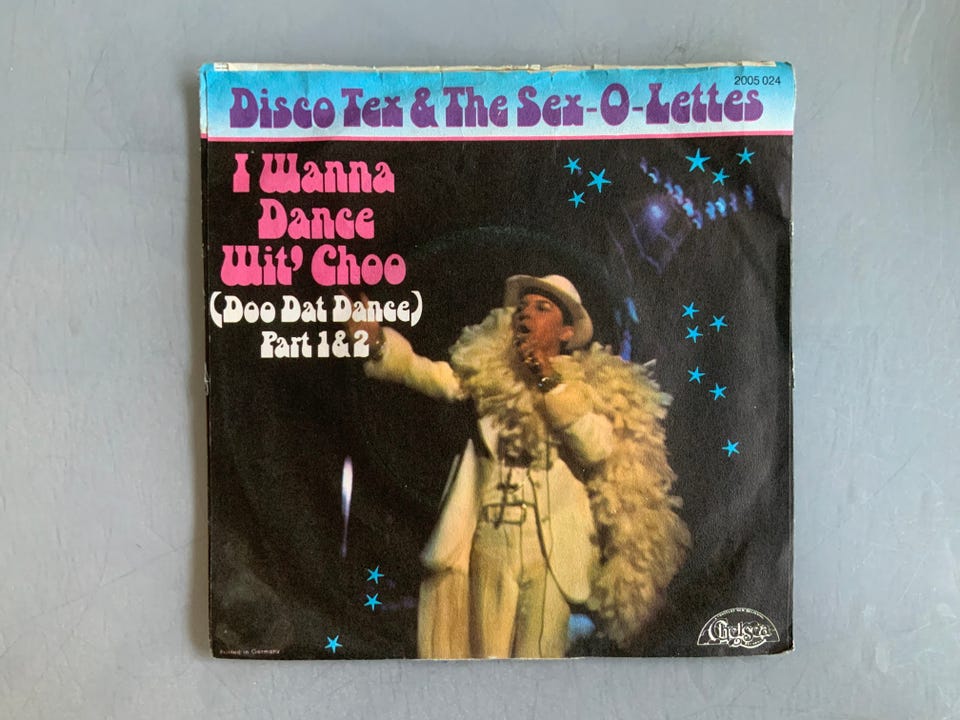 2005 024
Disco Tex & The Sex-O-Lettes
I Wanna
Dance
Wit' Choo
(Doo Dat Dance)
Part 1 & 2
Chelsea
Printed in Germany